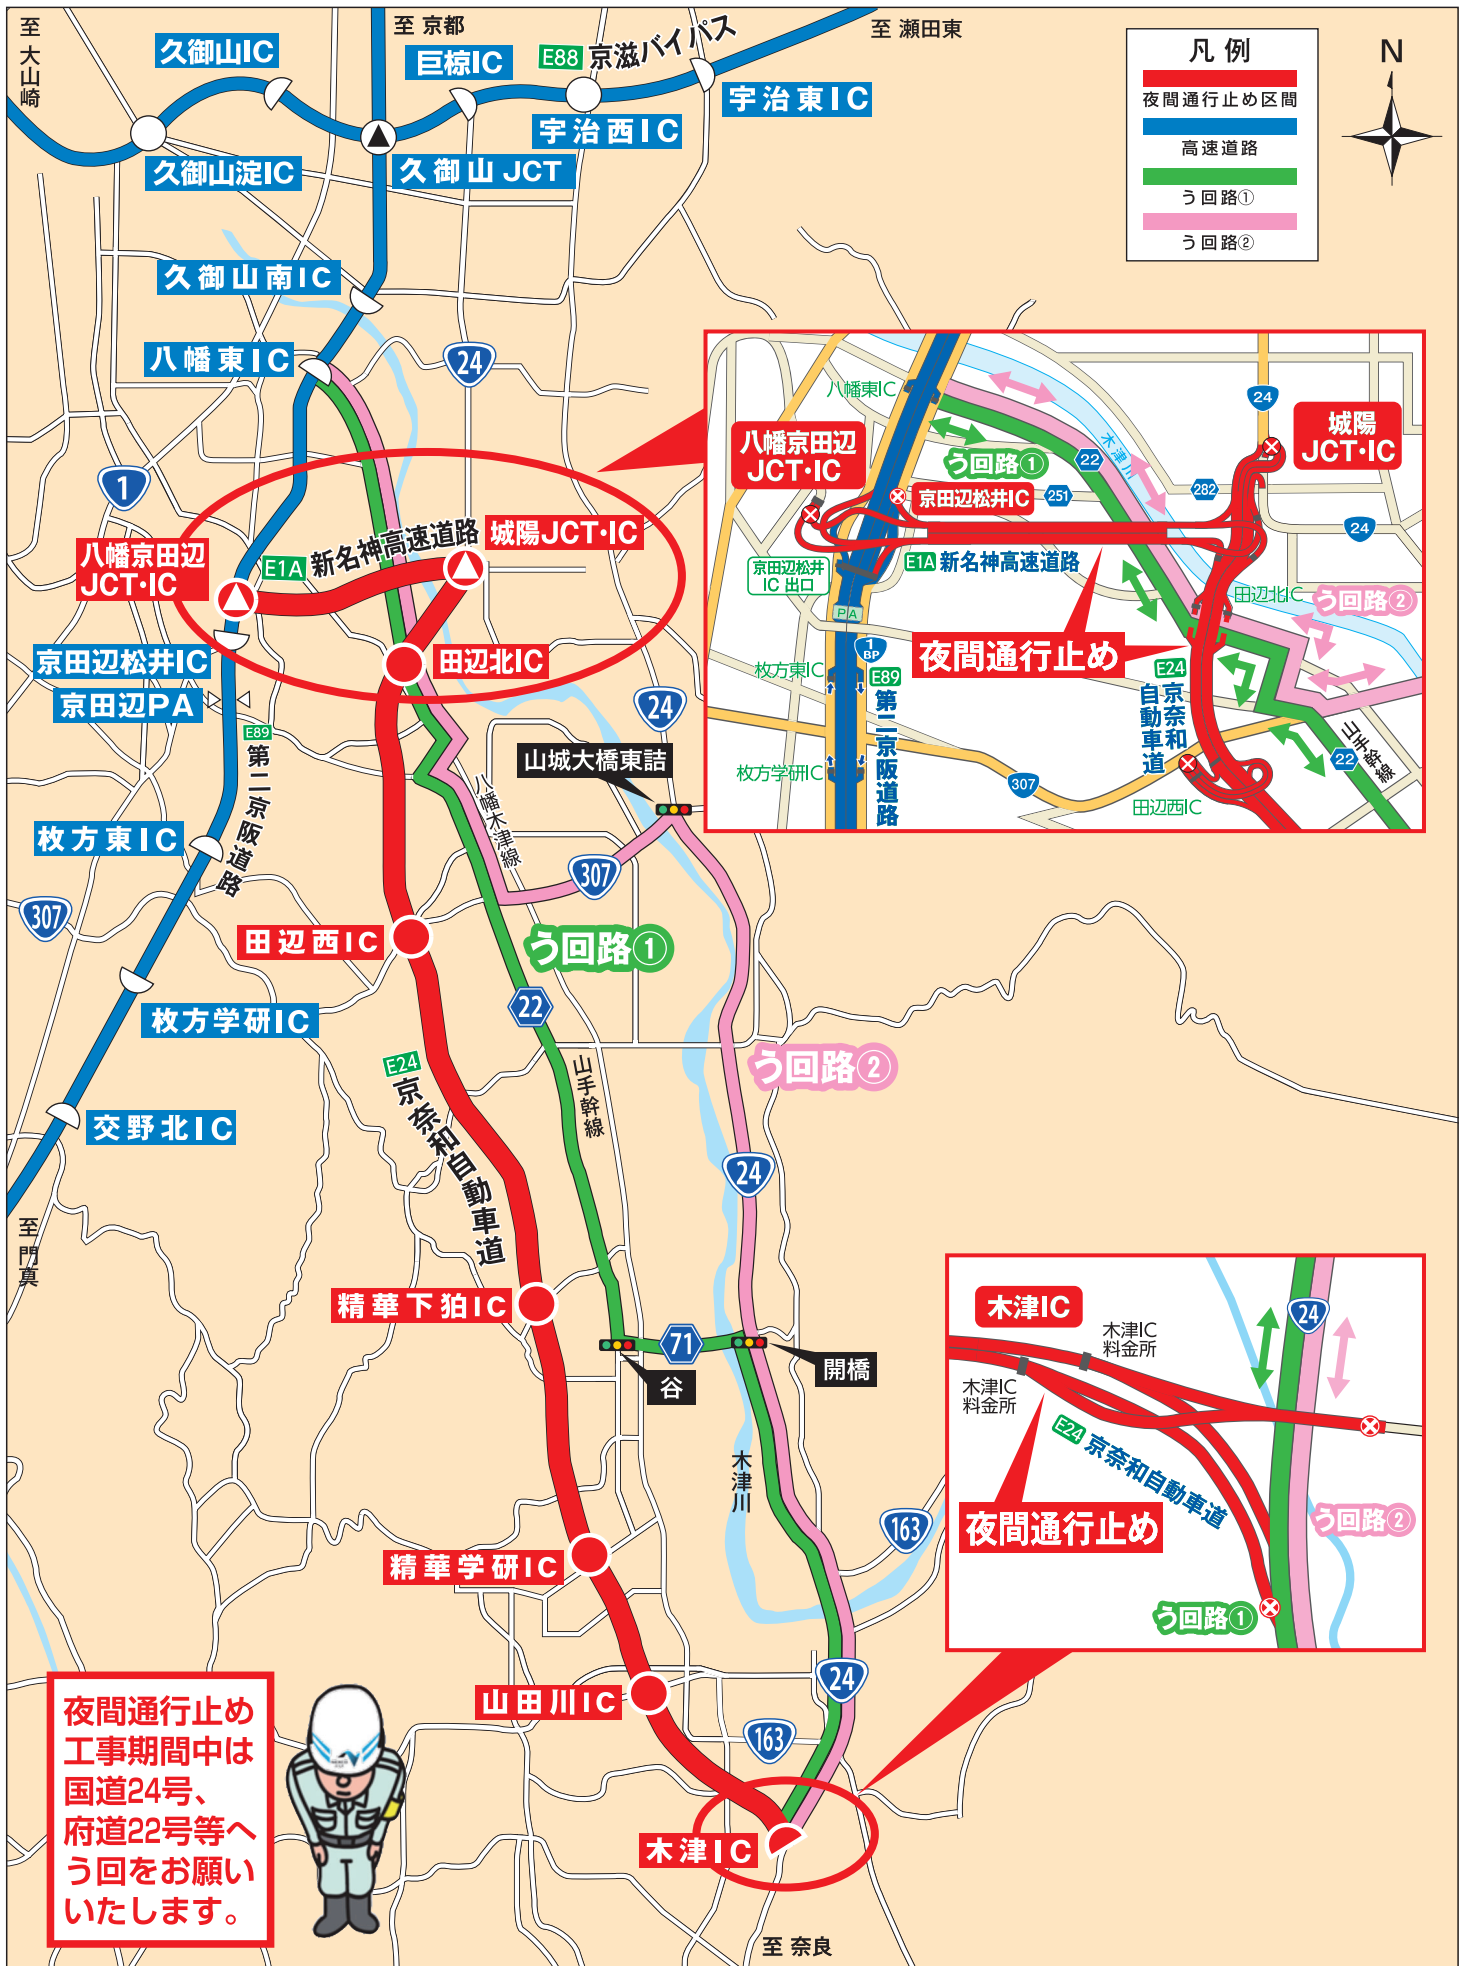 至 大山崎
久御山IC
至 京都
巨椋IC
E88 京滋バイパス
至 瀬田東
宇治東IC
宇治西IC
久御山淀IC
久御山 JCT
凡 例
夜間通行止め区間
高速道路
う回路①
う回路②
N
久御山南IC
八幡東IC
24
1
八幡京田辺
JCT・IC
E1A 新名神高速道路
城陽JCT・IC
京田辺松井IC
田辺北IC
京田辺PA
E89
第二京阪道路
24
山城大橋東詰
八幡木津線
枚方東IC
307
307
田辺西IC
う回路①
22
枚方学研IC
E24
京奈和自動車道
山手幹線
う回路②
交野北IC
24
至 門真
精華下狛IC
71
谷
開橋
木津川
163
精華学研IC
山田川IC
24
163
木津IC
至 奈良
八幡東IC
24
城陽
JCT・IC
八幡京田辺
JCT・IC
う回路①
22
木津川
京田辺松井IC
251
282
24
京田辺松井
IC 出口
E1A 新名神高速道路
PA
田辺北IC
う回路②
夜間通行止め
1
BP
枚方東IC
E89
第二京阪道路
E24
京奈和
自動車道
山手幹線
22
枚方学研IC
307
田辺西IC
木津IC
24
木津IC
料金所
木津IC
料金所
E24 京奈和自動車道
夜間通行止め
う回路②
う回路①
夜間通行止め
工事期間中は
国道24号、
府道22号等へ
う回をお願い
いたします。